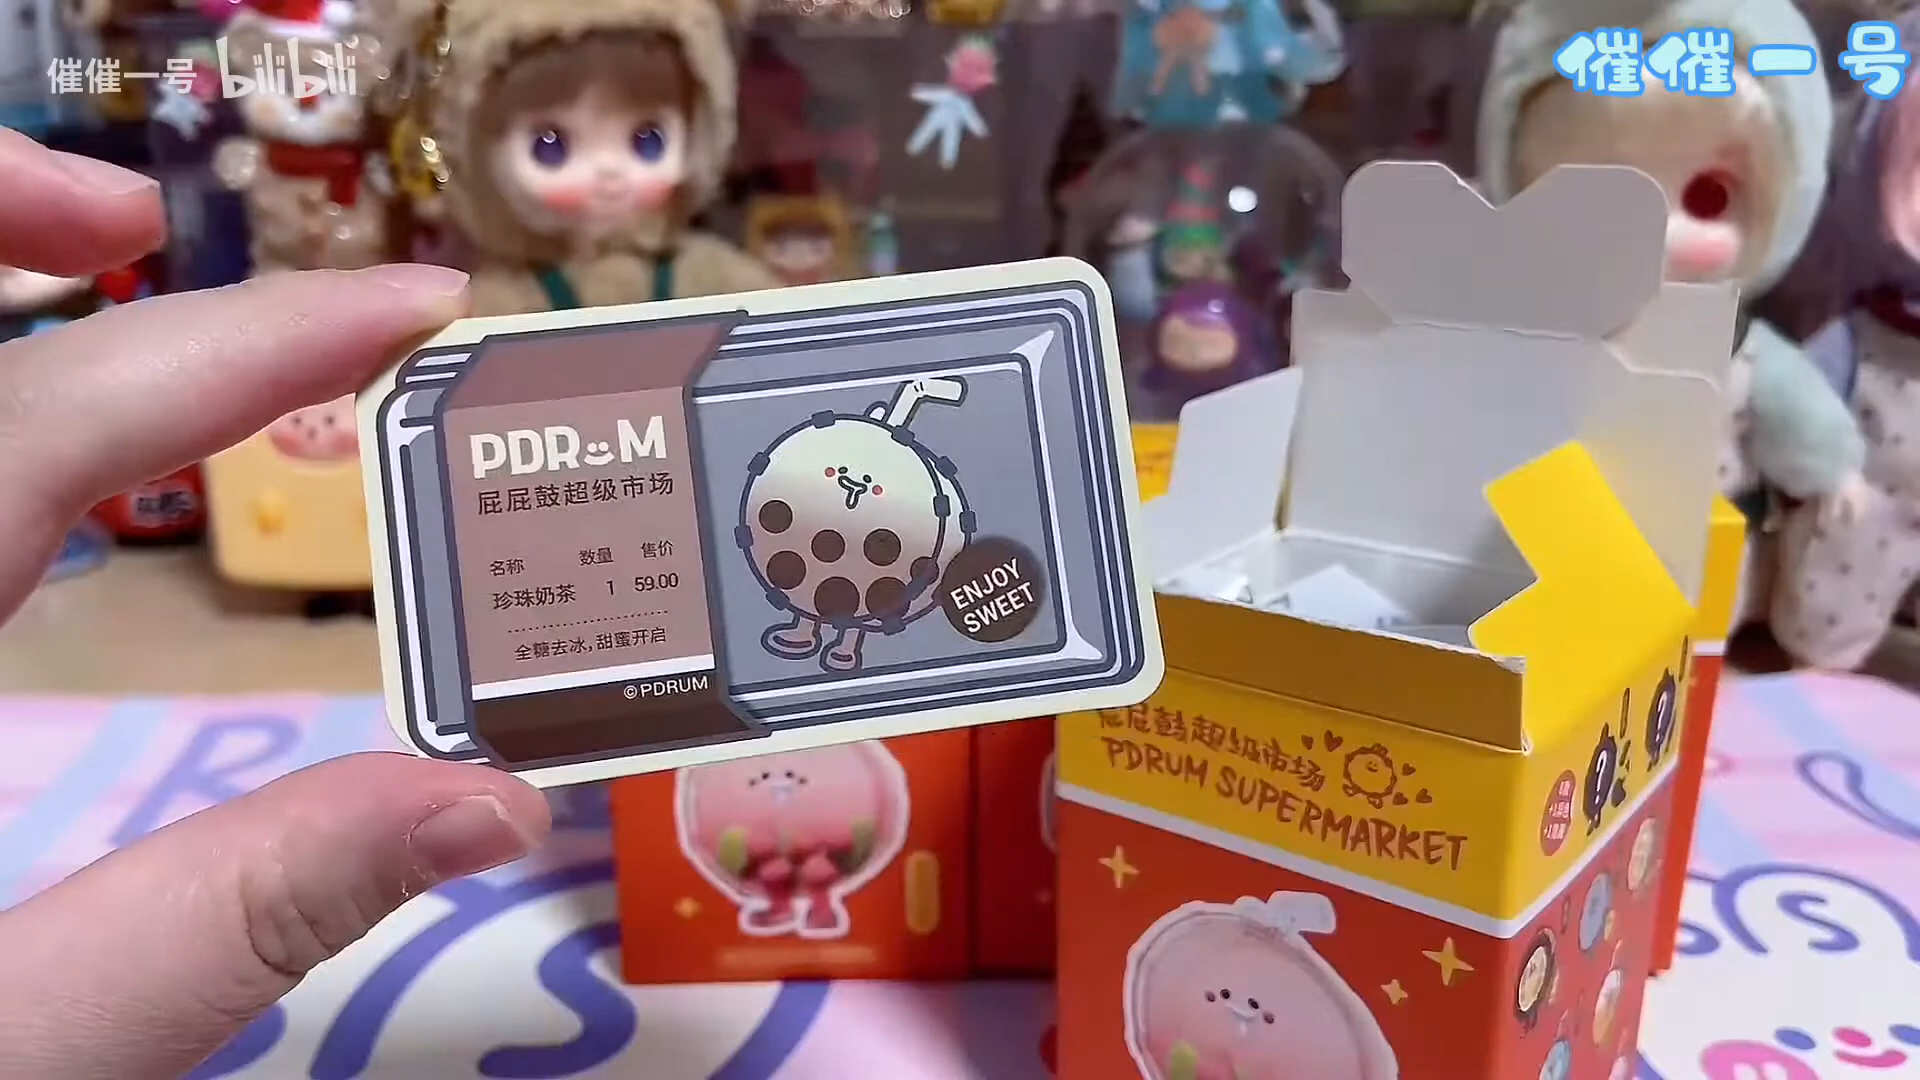 催催一号 bilibili
催催一号
PDRUM
屁屁鼓超级市场
名称 数量 售价
珍珠奶茶 1 59.00
全糖去冰,甜蜜开启
©PDRUM
ENJOY
SWEET
屁屁鼓超级市场
PDRUM SUPERMARKET
?
?